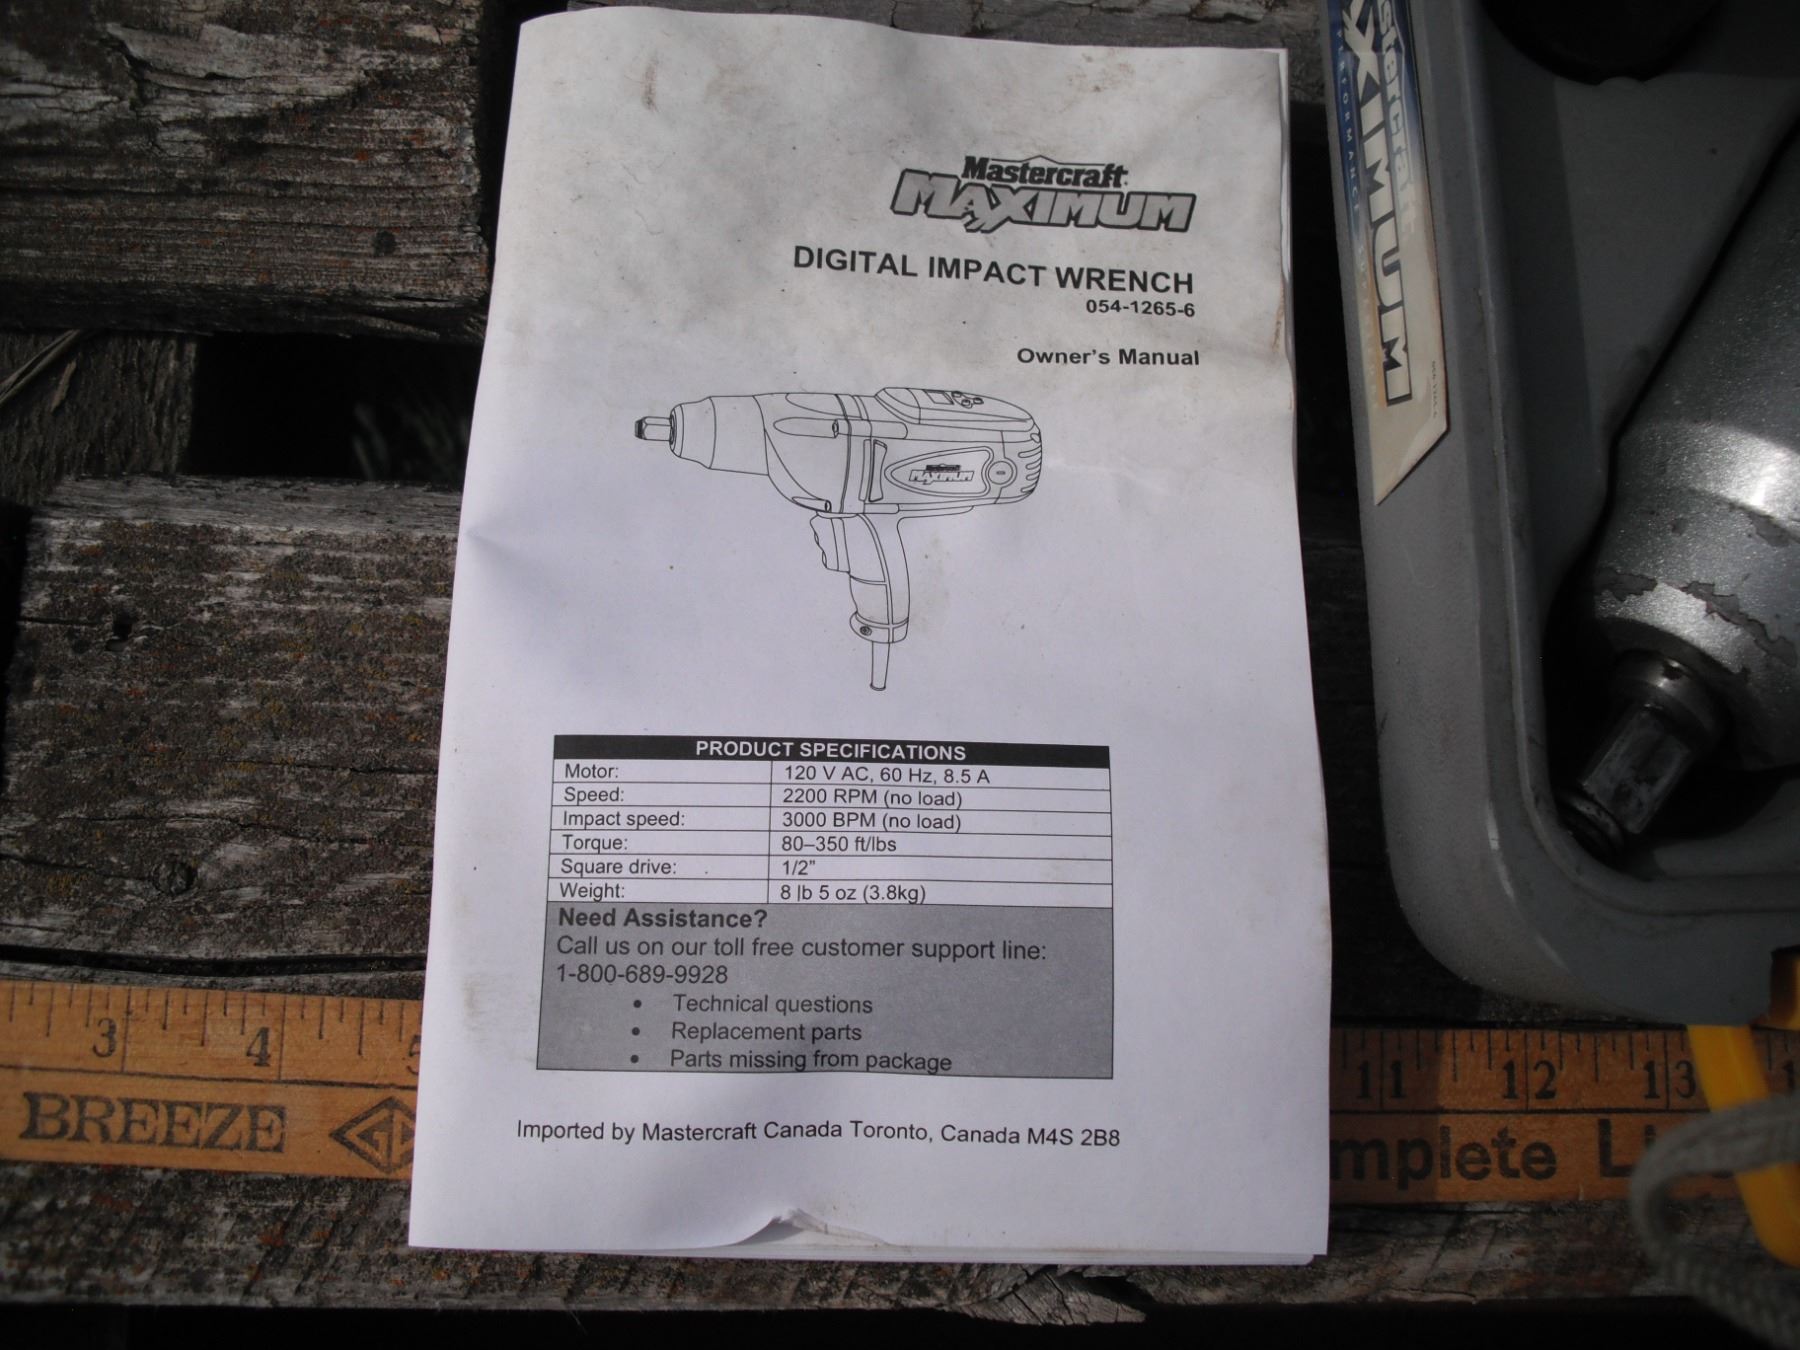 Mastercraft
MAXIMUM
DIGITAL IMPACT WRENCH
054-1265-6
Owner's Manual
Mastercraft
MAXIMUM
PRODUCT SPECIFICATIONS
Motor: 120 V AC, 60 Hz, 8.5 A
Speed: 2200 RPM (no load)
Impact speed: 3000 BPM (no load)
Torque: 80–350 ft/lbs
Square drive: 1/2"
Weight: 8 lb 5 oz (3.8kg)
Need Assistance?
Call us on our toll free customer support line:
1-800-689-9928
• Technical questions
• Replacement parts
• Parts missing from package
Imported by Mastercraft Canada Toronto, Canada M4S 2B8
stercraft
AXIMUM
PERFORMANCE
3 4 5
BREEZE
11 12 13
mplete